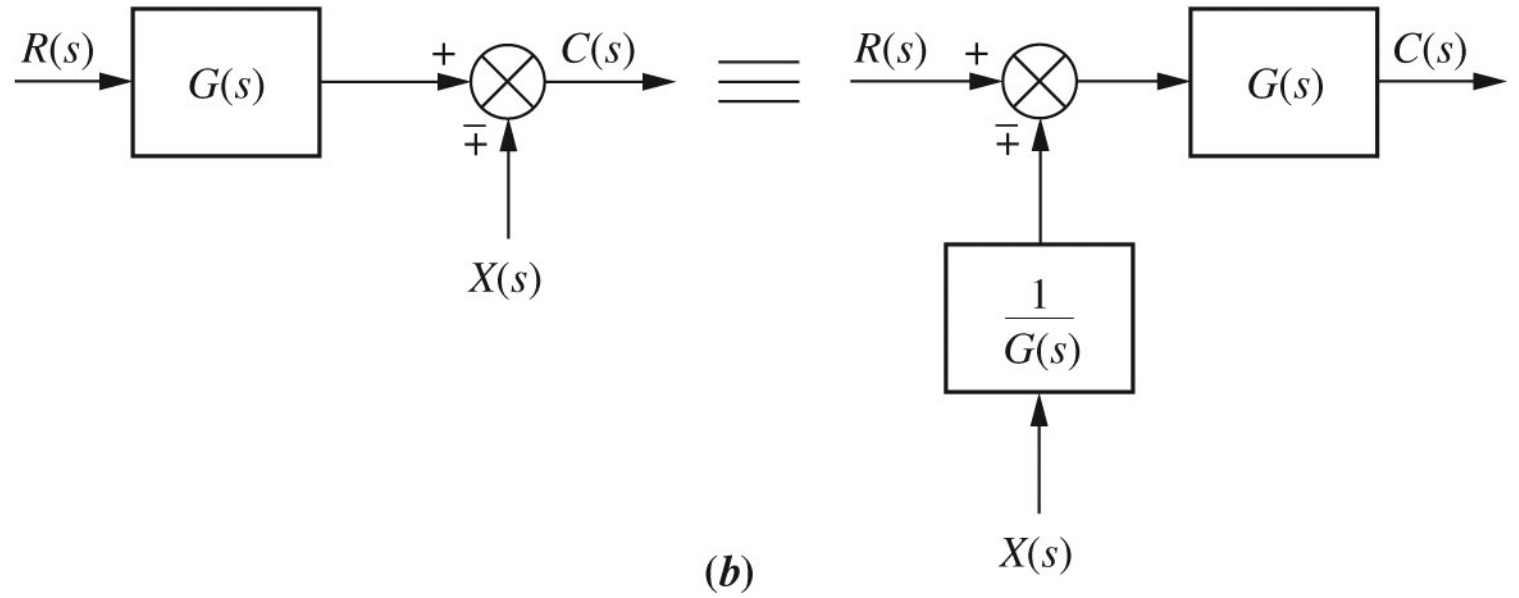 R(s) G(s) + C(s) R(s) + G(s) C(s)
∓ ∓
X(s)
1
G(s)
X(s)
(b)